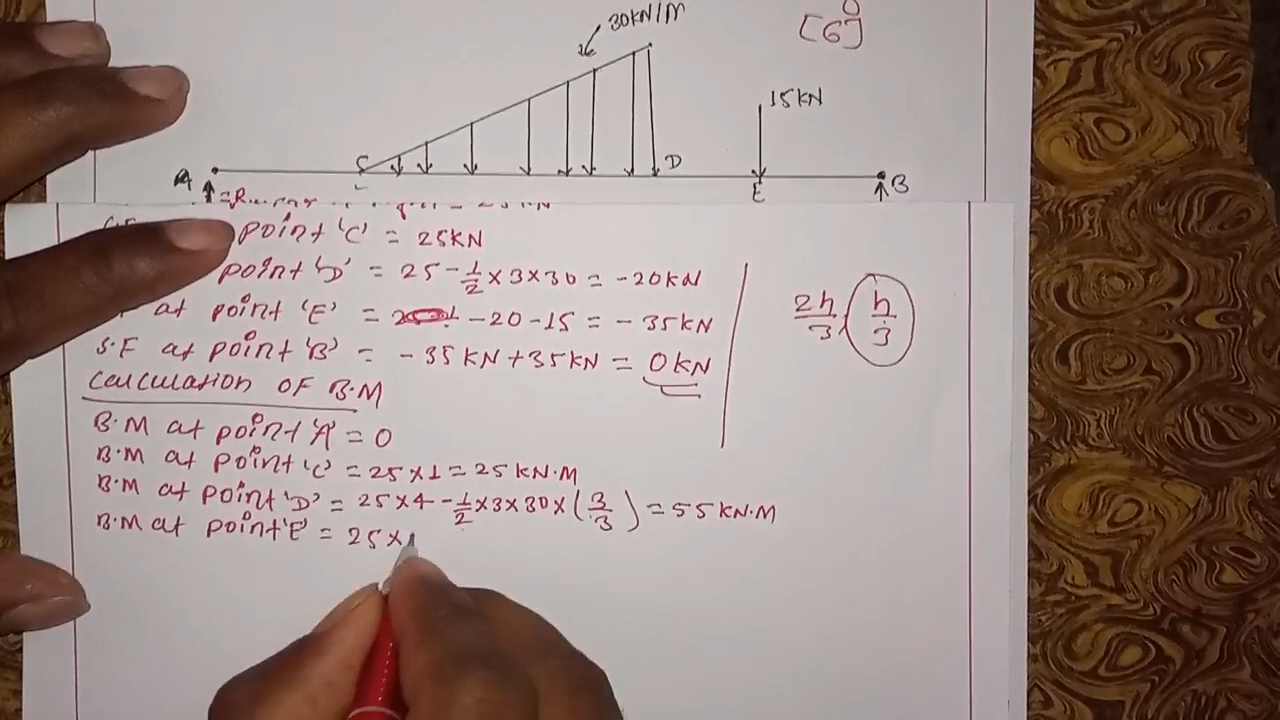 30KN/M
[6]
15KN
C
D
A
E
B
point 'C' = 25KN
point 'D' = 25 - 1/2 × 3 × 30 = -20KN
at point 'E' = -20 - 15 = -35KN
S.F at point 'B' = -35KN + 35KN = 0KN
2h/3, h/3
Calculation OF B.M
B.M at point 'A' = 0
B.M at point 'C' = 25 × 1 = 25 KN.M
B.M at point 'D' = 25 × 4 - 1/2 × 3 × 30 × (3/3) = 55 KN.M
B.M at point 'E' = 25 ×